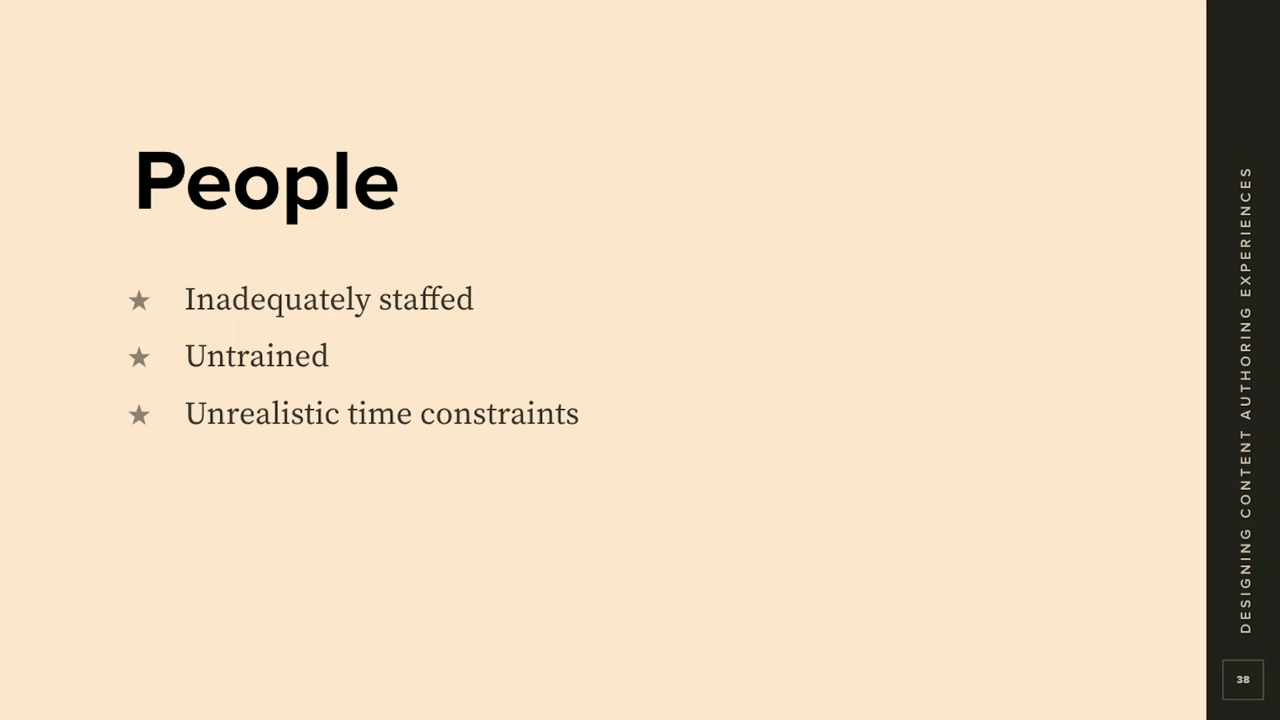 People
★ Inadequately staffed
★ Untrained
★ Unrealistic time constraints
DESIGNING CONTENT AUTHORING EXPERIENCES
38